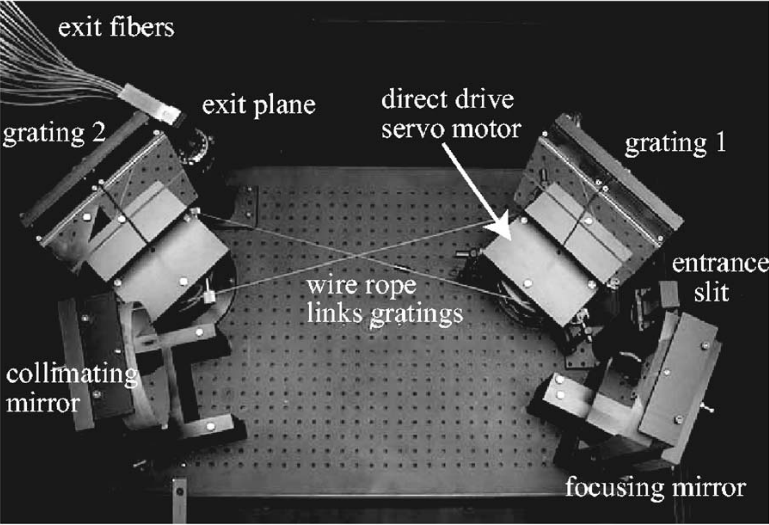 exit fibers
exit plane
grating 2
direct drive
servo motor
grating 1
entrance
slit
wire rope
links gratings
collimating
mirror
focusing mirror